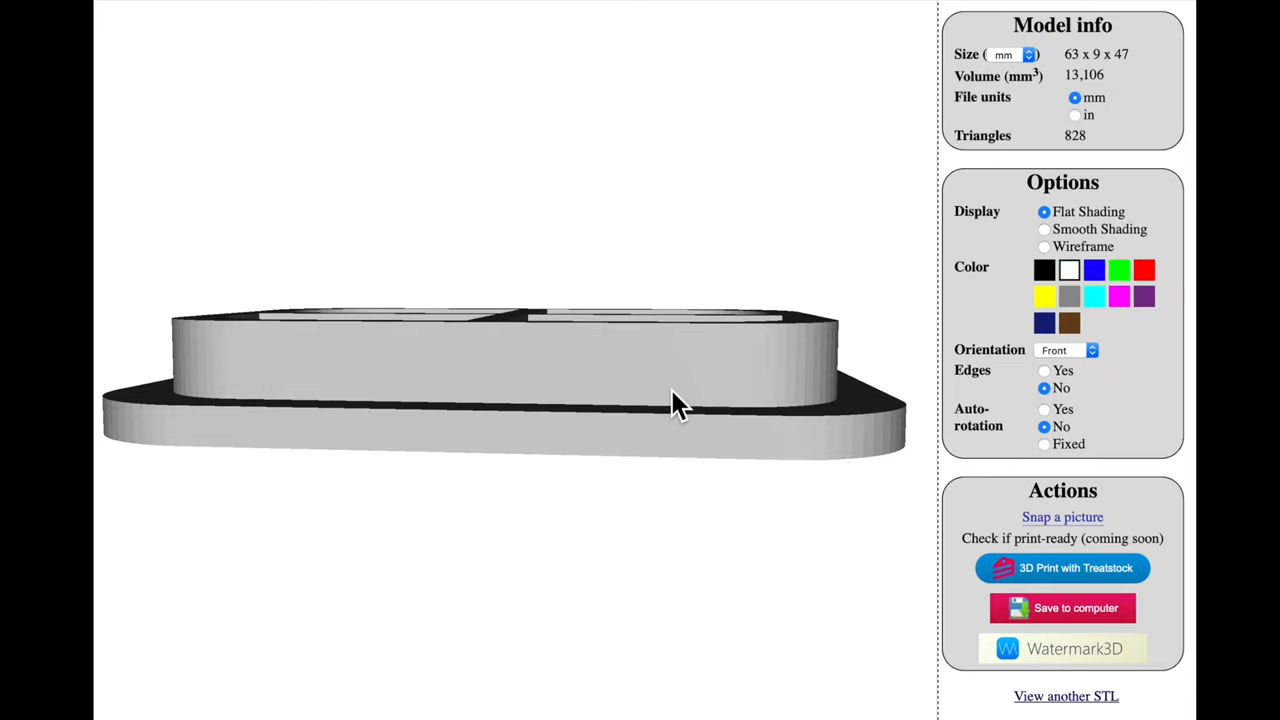 Model info
Size ( mm ) 63 x 9 x 47
Volume (mm3) 13,106
File units mm
in
Triangles 828
Options
Display Flat Shading
Smooth Shading
Wireframe
Color
Orientation Front
Edges Yes
No
Auto- Yes
rotation No
Fixed
Actions
Snap a picture
Check if print-ready (coming soon)
3D Print with Treatstock
Save to computer
Watermark3D
View another STL